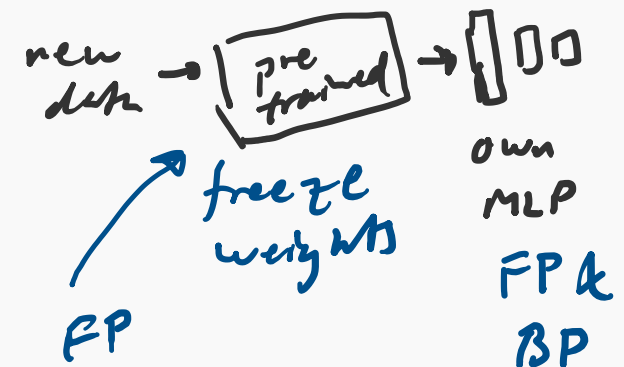 new
data
pre
trained
own
MLP
freeze
weights
FP
FP &
BP